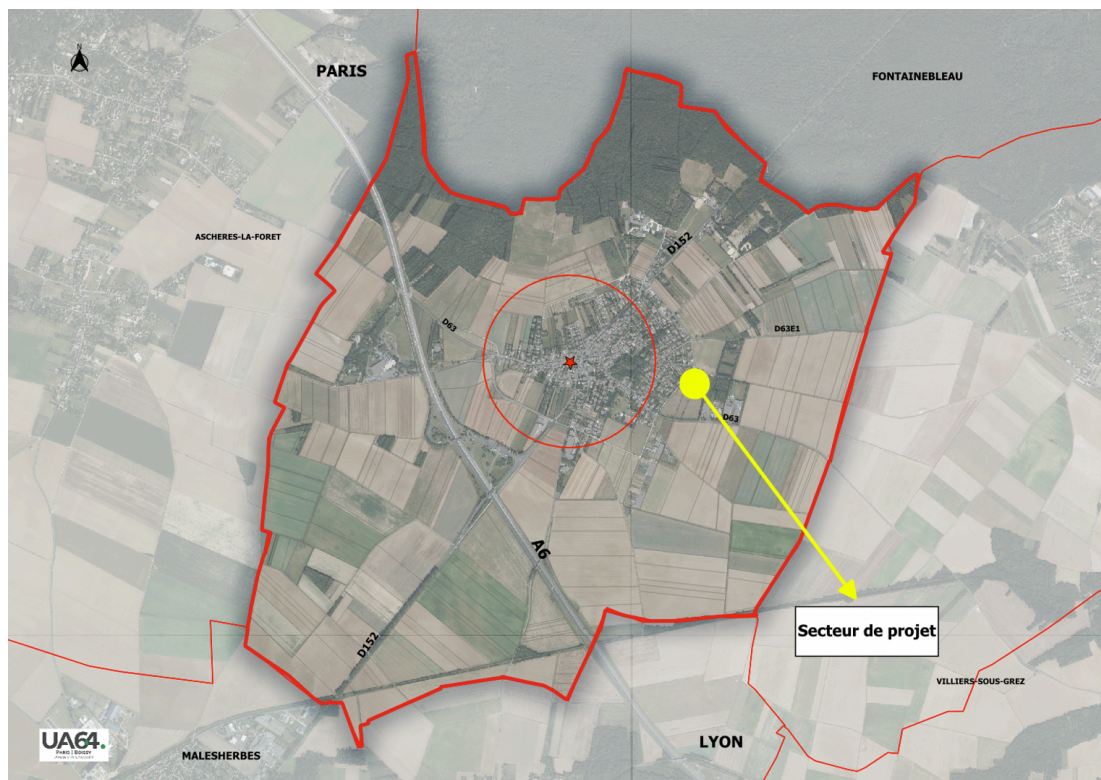 N
PARIS
FONTAINEBLEAU
ASCHERES-LA-FORET
D152
D63
D63E1
D63
A6
Secteur de projet
D152
VILLIERS-SOUS-GREZ
UA64.
LYON
MALESHERBES